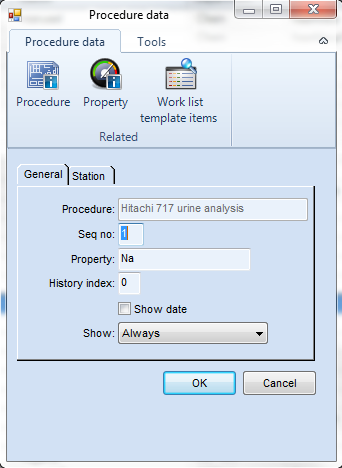 Procedure data
Procedure data Tools
Procedure Property Work list
template items
Related
General Station
Procedure: Hitachi 717 urine analysis
Seq no: 1
Property: Na
History index: 0
Show date
Show: Always
OK Cancel